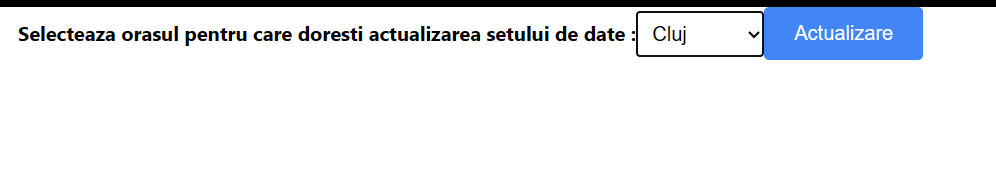 Selecteaza orasul pentru care doresti actualizarea setului de date : Cluj Actualizare